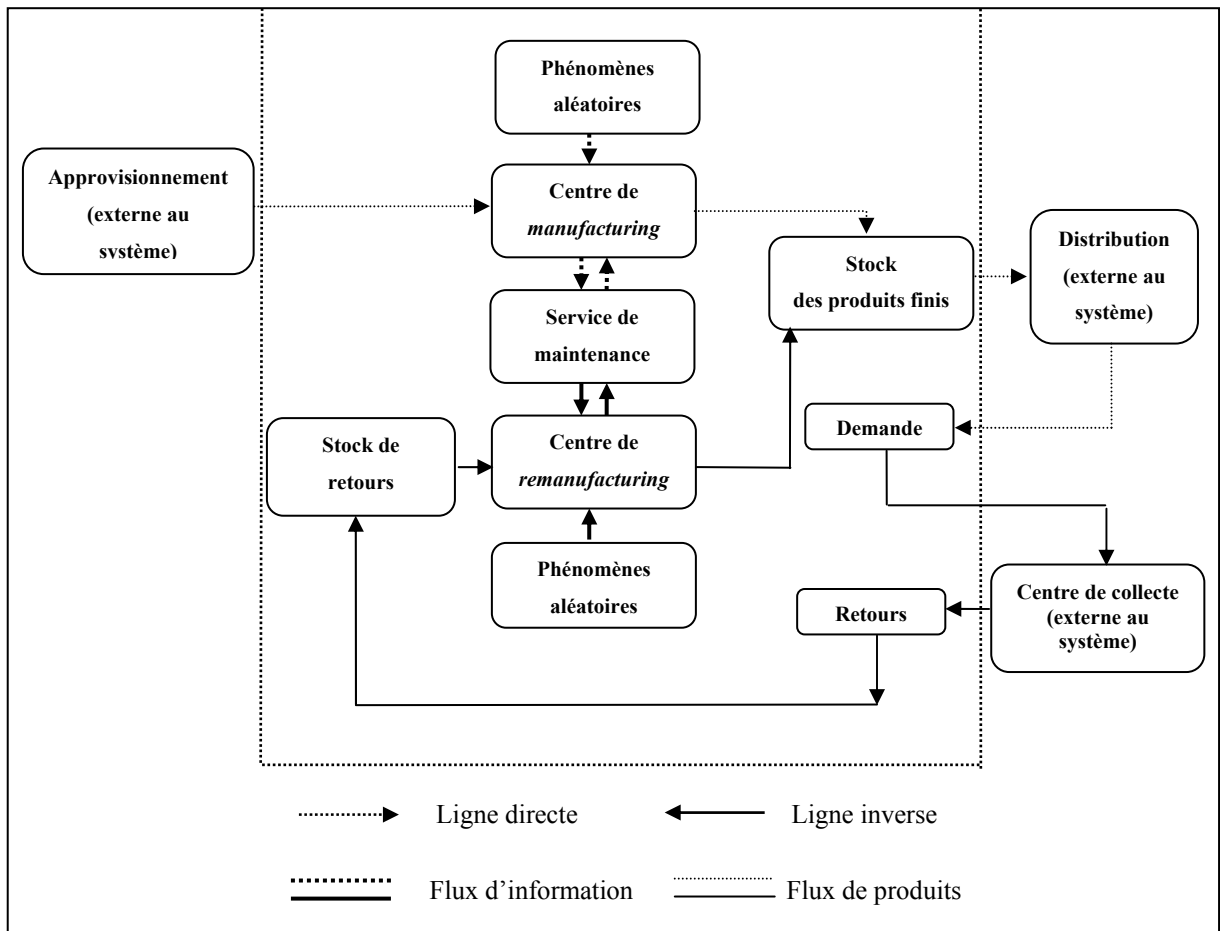 Phénomènes
aléatoires
Approvisionnement
(externe au
système)
Centre de
manufacturing
Stock
des produits finis
Distribution
(externe au
système)
Service de
maintenance
Demande
Stock de
retours
Centre de
remanufacturing
Phénomènes
aléatoires
Retours
Centre de collecte
(externe au
système)
Ligne directe
Ligne inverse
Flux d’information
Flux de produits